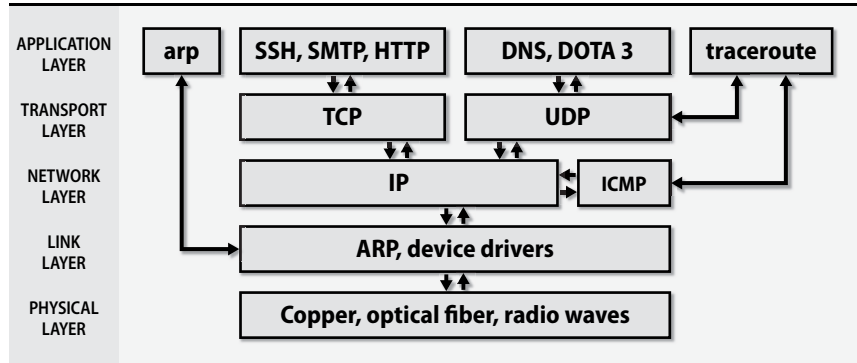 APPLICATION
LAYER
arp
SSH, SMTP, HTTP
DNS, DOTA 3
traceroute
TRANSPORT
LAYER
TCP
UDP
NETWORK
LAYER
IP
ICMP
LINK
LAYER
ARP, device drivers
PHYSICAL
LAYER
Copper, optical fiber, radio waves